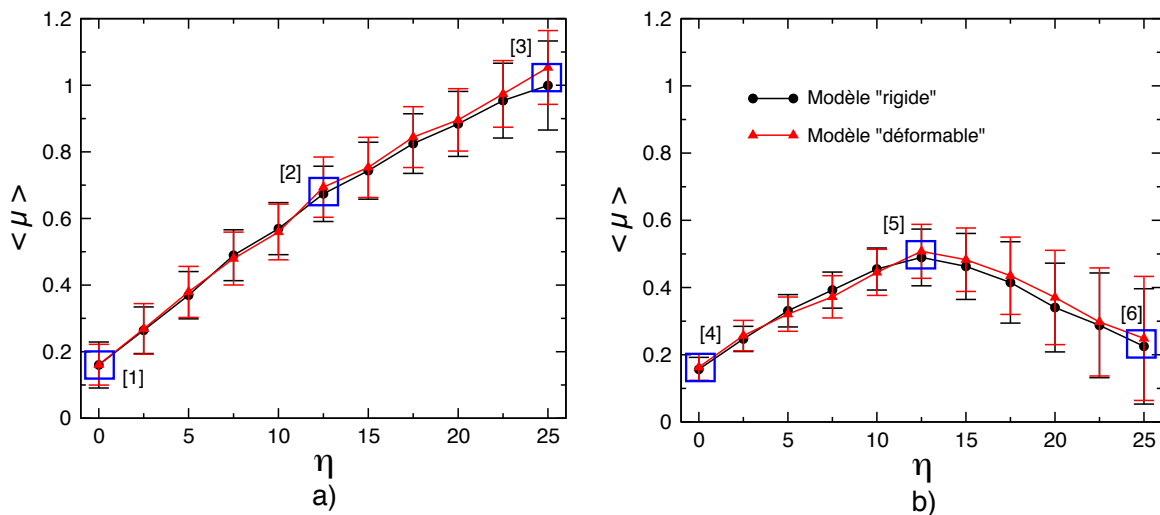 1.2
1
0.8
0.6
0.4
0.2
0
< μ >
[1]
[2]
[3]
0 5 10 15 20 25
η
a)
1.2
1
0.8
0.6
0.4
0.2
0
< μ >
Modèle "rigide"
Modèle "déformable"
[4]
[5]
[6]
0 5 10 15 20 25
η
b)